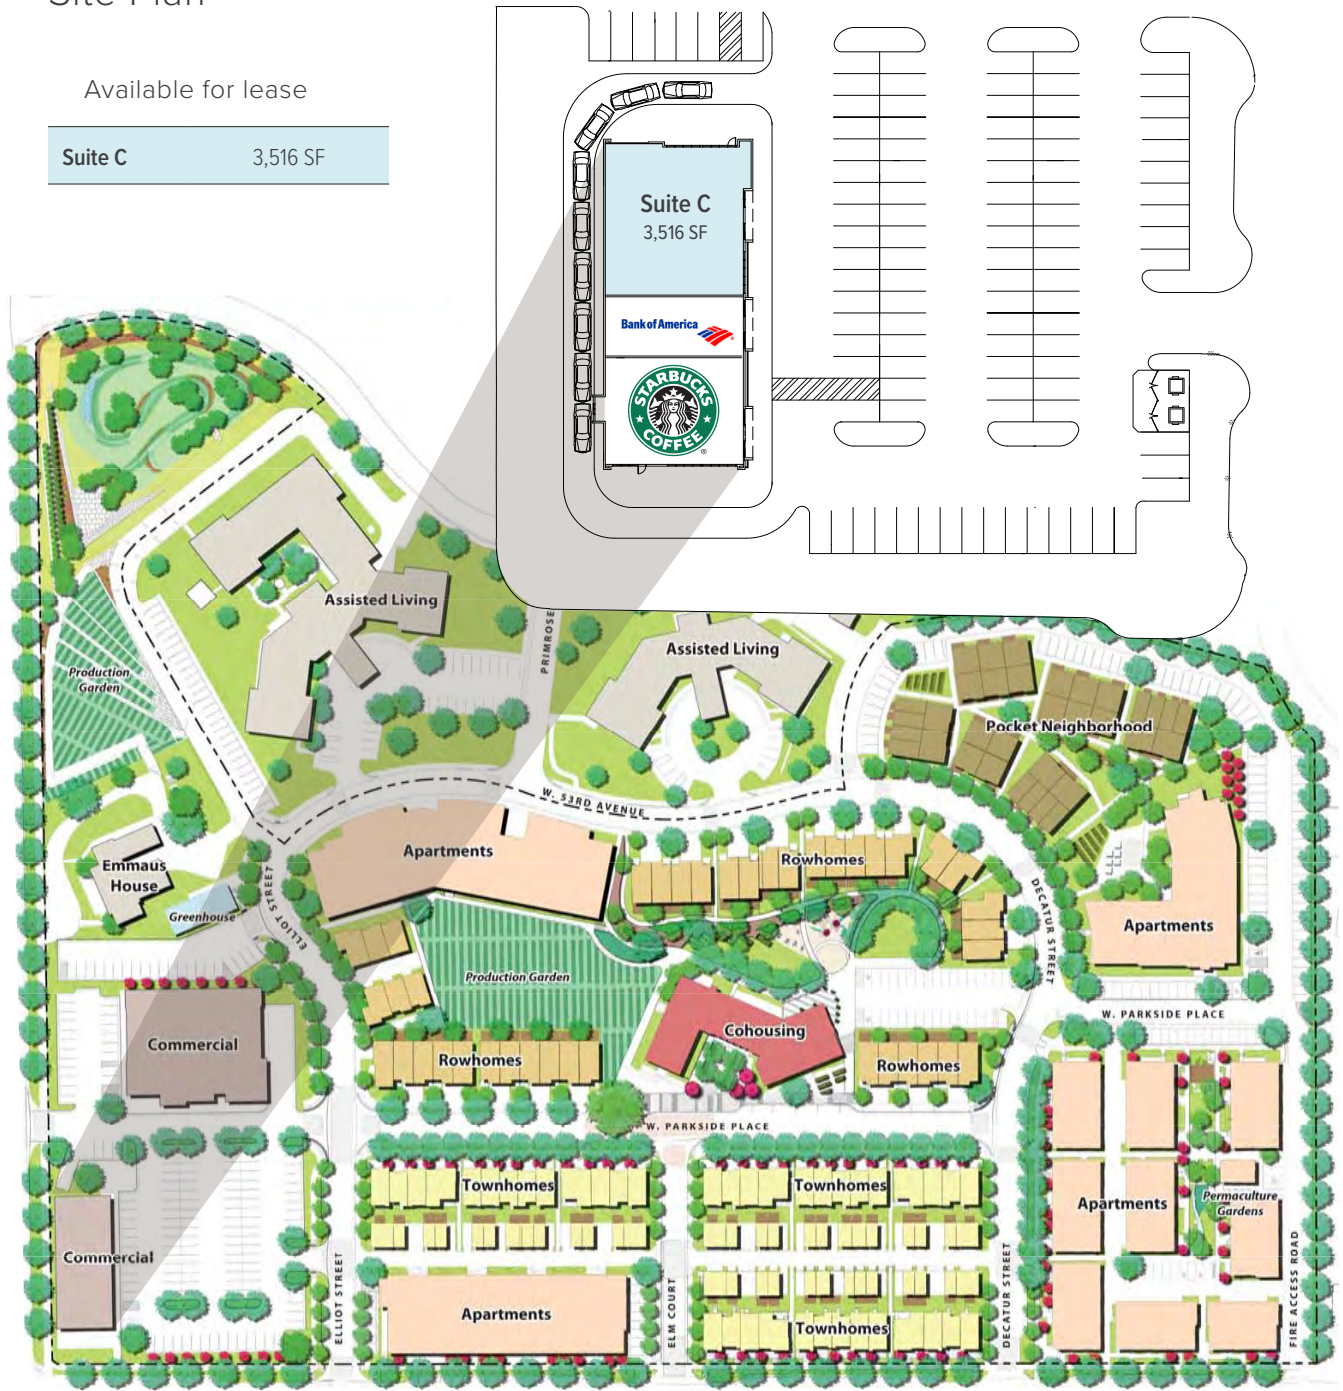 Site Plan
Available for lease
Suite C 3,516 SF
Suite C
3,516 SF
Bank of America
STARBUCKS
COFFEE
®
Assisted Living
PRIMROSE
Assisted Living
Production
Garden
Pocket Neighborhood
W. 53RD AVENUE
Apartments
Rowhomes
Emmaus
House
Greenhouse
ELLIOT STREET
DECATUR STREET
Apartments
Production Garden
W. PARKSIDE PLACE
Commercial
Cohousing
Rowhomes
Rowhomes
W. PARKSIDE PLACE
Townhomes
Townhomes
Apartments
Permaculture
Gardens
Commercial
ELLIOT STREET
ELM COURT
DECATUR STREET
FIRE ACCESS ROAD
Apartments
Townhomes